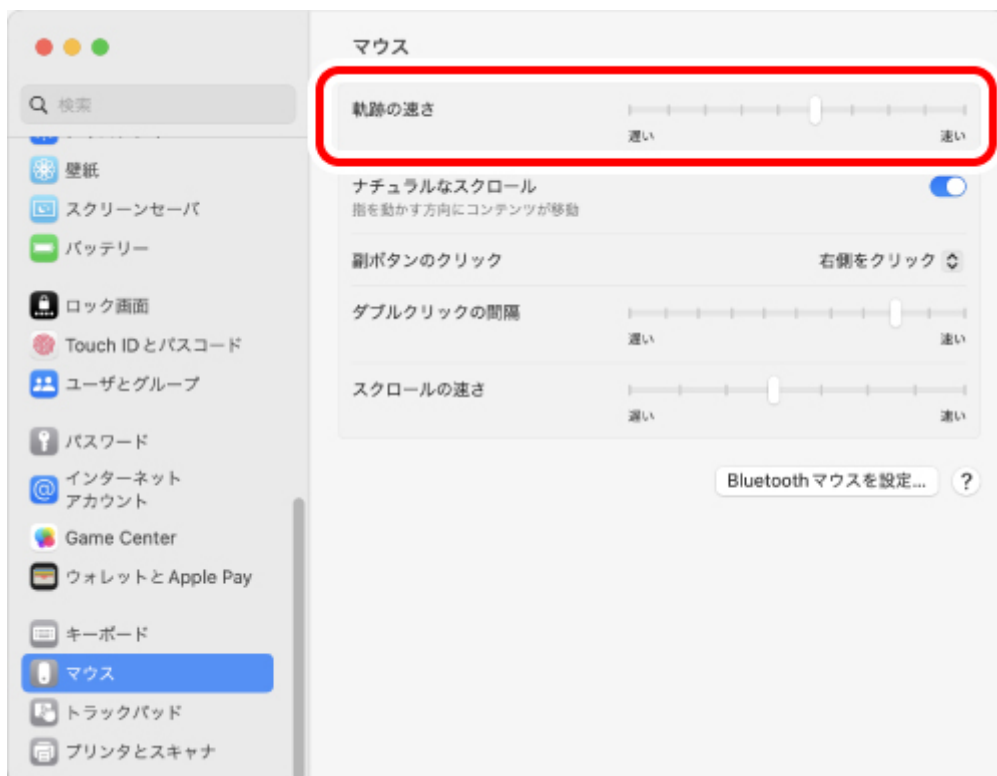 マウス
検索
壁紙
スクリーンセーバ
バッテリー
ロック画面
Touch IDとパスコード
ユーザとグループ
パスワード
インターネット
アカウント
Game Center
ウォレットとApple Pay
キーボード
マウス
トラックパッド
プリンタとスキャナ
軌跡の速さ
遅い 速い
ナチュラルなスクロール
指を動かす方向にコンテンツが移動
副ボタンのクリック 右側をクリック
ダブルクリックの間隔
遅い 速い
スクロールの速さ
遅い 速い
Bluetoothマウスを設定... ?